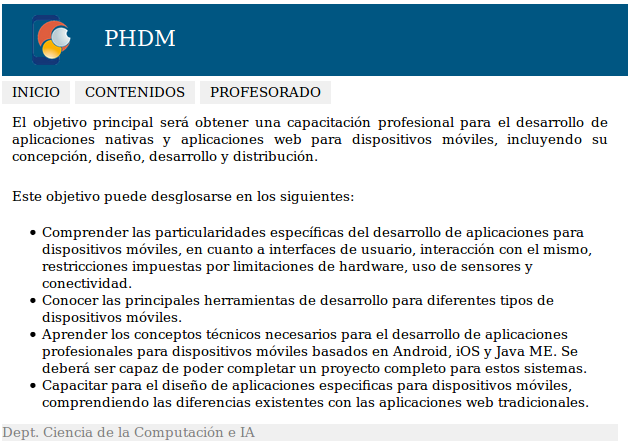 PHDM
INICIO CONTENIDOS PROFESORADO
El objetivo principal será obtener una capacitación profesional para el desarrollo de
aplicaciones nativas y aplicaciones web para dispositivos móviles, incluyendo su
concepción, diseño, desarrollo y distribución.
Este objetivo puede desglosarse en los siguientes:
• Comprender las particularidades específicas del desarrollo de aplicaciones para
dispositivos móviles, en cuanto a interfaces de usuario, interacción con el mismo,
restricciones impuestas por limitaciones de hardware, uso de sensores y
conectividad.
• Conocer las principales herramientas de desarrollo para diferentes tipos de
dispositivos móviles.
• Aprender los conceptos técnicos necesarios para el desarrollo de aplicaciones
profesionales para dispositivos móviles basados en Android, iOS y Java ME. Se
deberá ser capaz de poder completar un proyecto completo para estos sistemas.
• Capacitar para el diseño de aplicaciones especificas para dispositivos móviles,
comprendiendo las diferencias existentes con las aplicaciones web tradicionales.
Dept. Ciencia de la Computación e IA